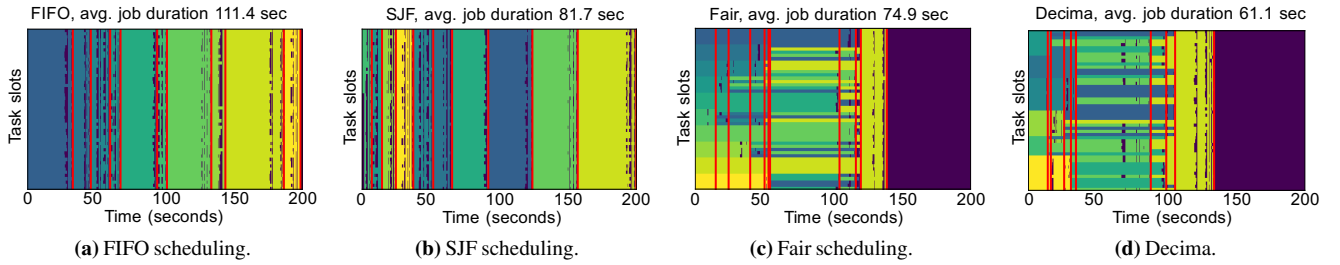 FIFO, avg. job duration 111.4 sec
Task slots
0 50 100 150 200
Time (seconds)
(a) FIFO scheduling.
SJF, avg. job duration 81.7 sec
Task slots
0 50 100 150 200
Time (seconds)
(b) SJF scheduling.
Fair, avg. job duration 74.9 sec
Task slots
0 50 100 150 200
Time (seconds)
(c) Fair scheduling.
Decima, avg. job duration 61.1 sec
Task slots
0 50 100 150 200
Time (seconds)
(d) Decima.